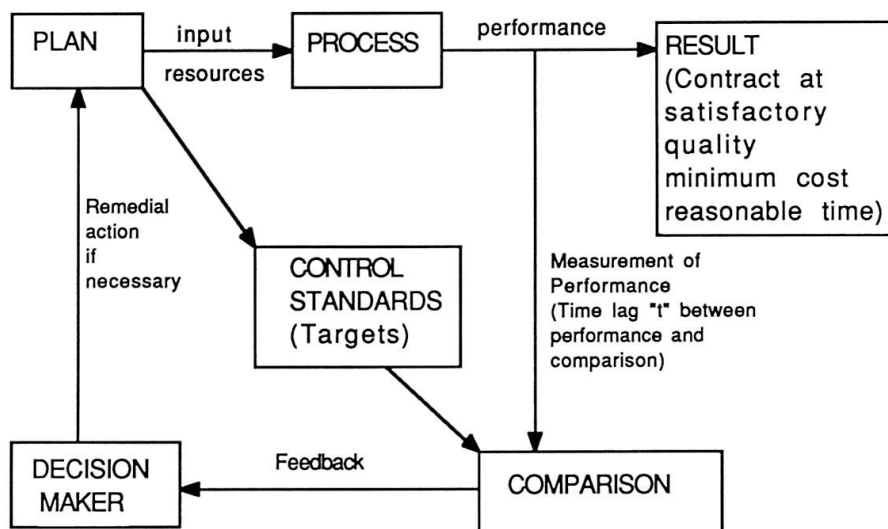 PLAN
input
resources
PROCESS
performance
RESULT
(Contract at
satisfactory
quality
minimum cost
reasonable time)
Remedial
action
if
necessary
CONTROL
STANDARDS
(Targets)
Measurement of
Performance
(Time lag "t" between
performance and
comparison)
DECISION
MAKER
Feedback
COMPARISON